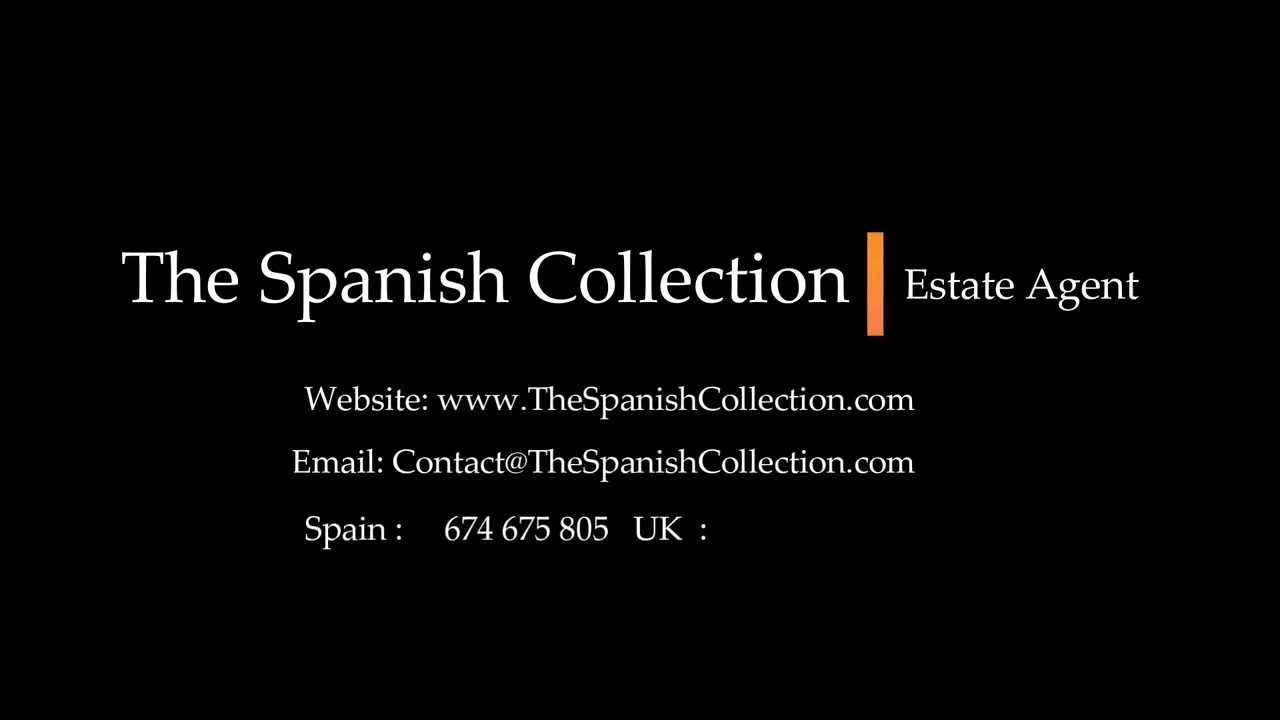 The Spanish Collection Estate Agent
Website: www.TheSpanishCollection.com
Email: Contact@TheSpanishCollection.com
Spain : 674 675 805 UK :